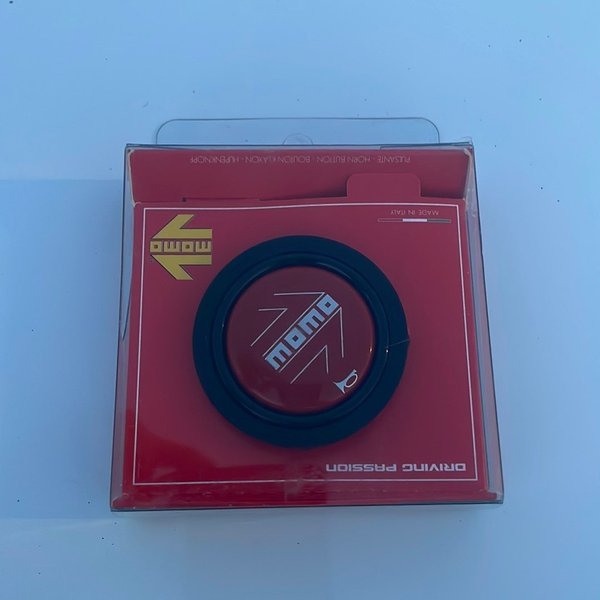 PULSANTE - HORN BUTTON - BOUTON KLAXON - HUPENKNOPF
MADE IN ITALY
momo
momo
DRIVING PASSION